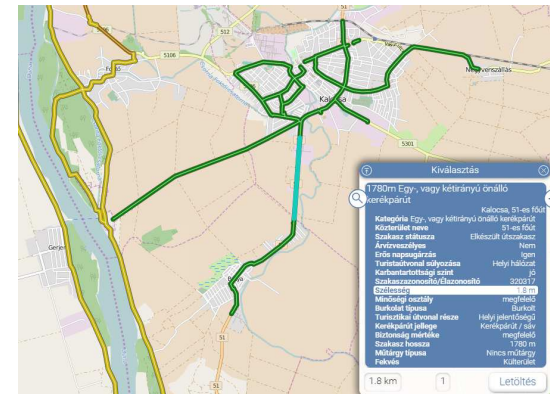 51
512
5106
5106
Kalocsa
Negyvenszállás
5301
Gerjen
51
51
Kiválasztás
1780m Egy-, vagy kétirányú önálló
kerékpárút
Kalocsa, 51-es főút
Kategória Egy-, vagy kétirányú önálló kerékpárút
Közterület neve 51-es főút
Szakasz státusza Elkészült útszakasz
Árvízveszélyes Nem
Erős napsugárzás Igen
Turistaútvonal súlyozása Helyi hálózat
Karbantartottsági szint jó
Szakaszazonosító/Élazonosító 320317
Szélesség 1.8 m
Minőségi osztály megfelelő
Burkolat típusa Burkolt
Turisztikai útvonal része Helyi jelentőségű
Kerékpárút jellege Kerékpárút / sáv
Biztonság mértéke megfelelő
Szakasz hossza 1780 m
Műtárgy típusa Nincs műtárgy
Fekvés Külterület
1.8 km 1 Letöltés